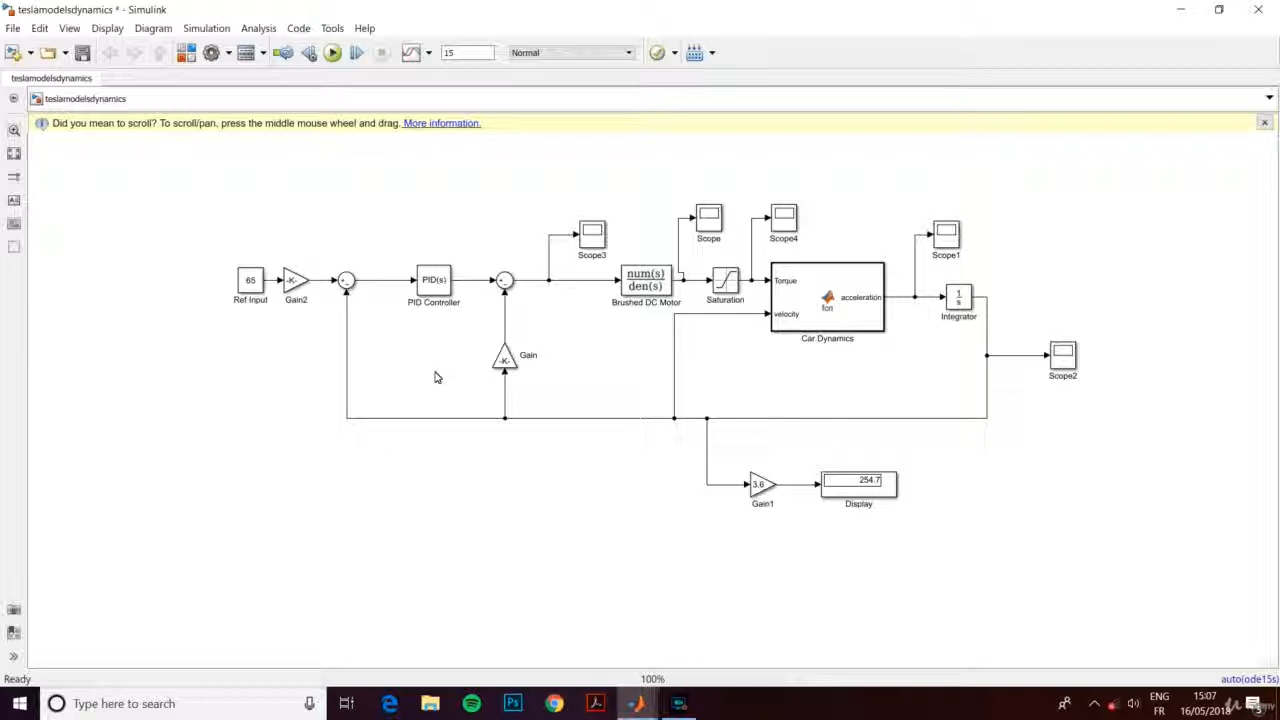 teslamodelsdynamics * - Simulink
File Edit View Display Diagram Simulation Analysis Code Tools Help
15 Normal
teslamodelsdynamics
teslamodelsdynamics
Did you mean to scroll? To scroll/pan, press the middle mouse wheel and drag. More information.
Scope3
Scope
Scope4
Scope1
65
Ref Input
-K-
Gain2
PID(s)
PID Controller
num(s)
den(s)
Brushed DC Motor
Saturation
Torque
velocity
fcn
acceleration
Car Dynamics
1
s
Integrator
Scope2
-K-
Gain
3.6
Gain1
254.7
Display
Ready 100% auto(ode15s)
Type here to search
ENG
FR
15:07
16/05/2018